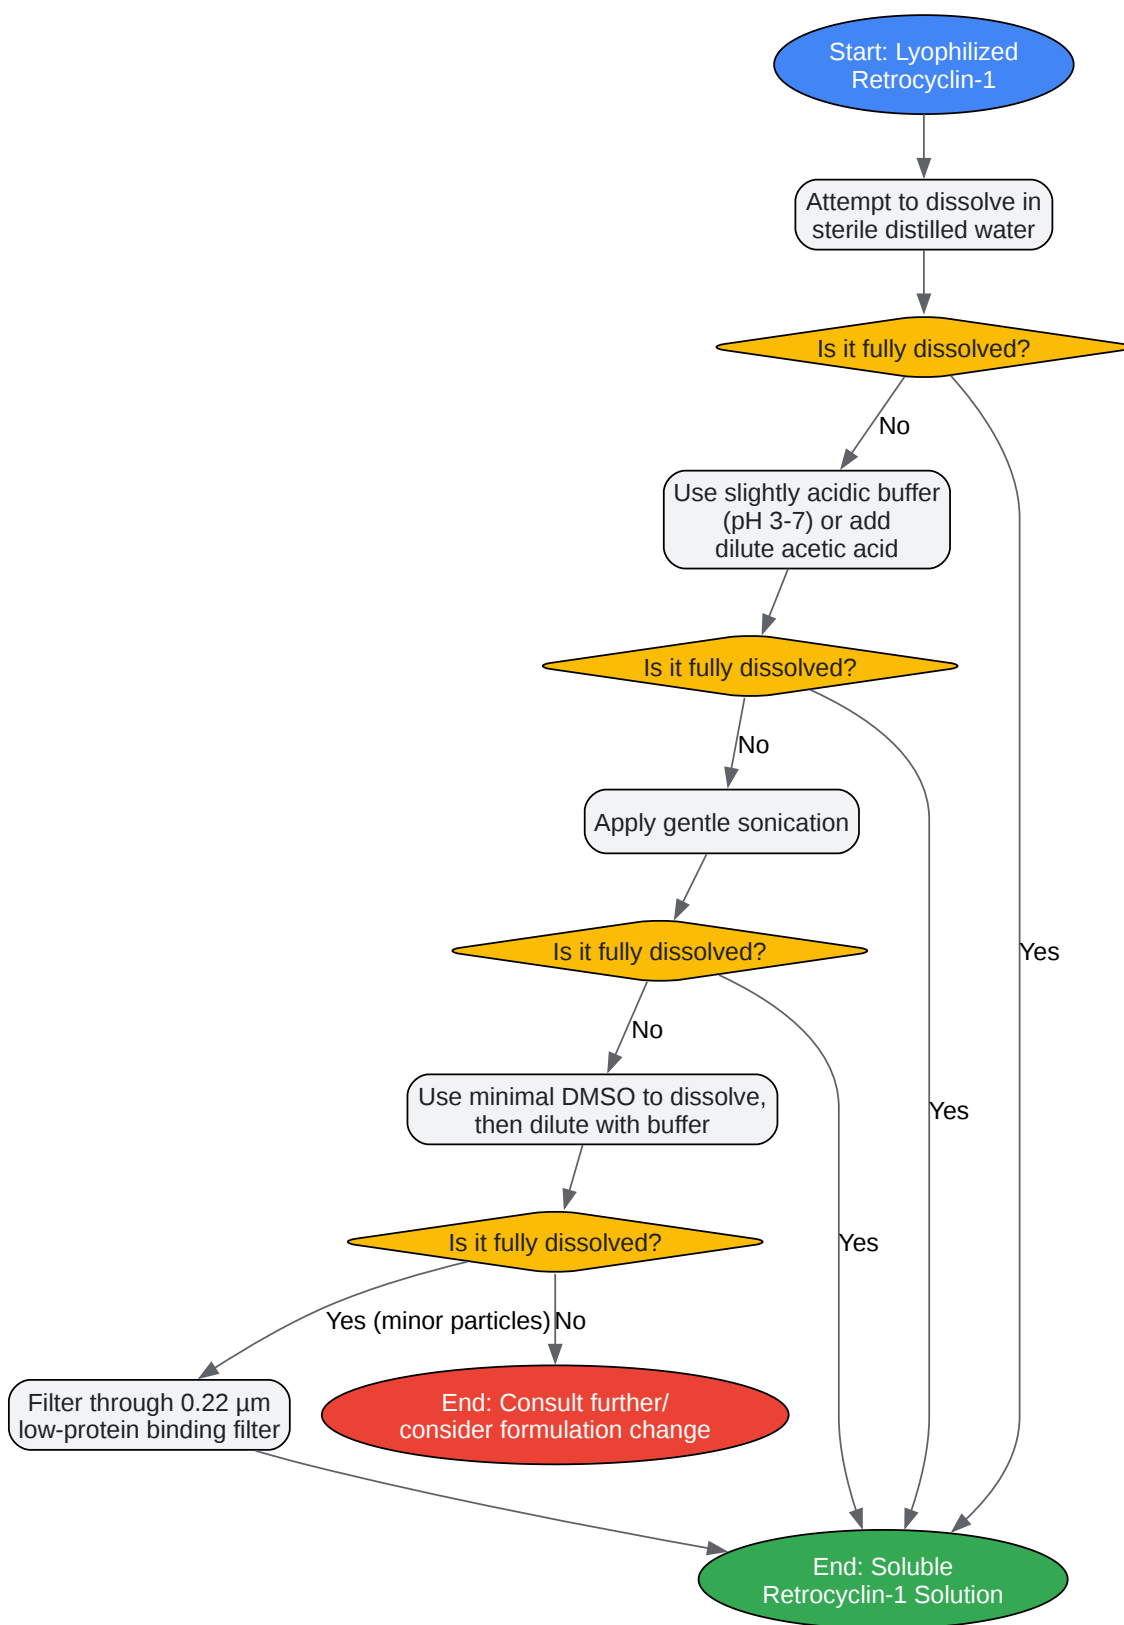 Start: Lyophilized
Retrocyclin-1
Attempt to dissolve in
sterile distilled water
Is it fully dissolved?
No
Use slightly acidic buffer
(pH 3-7) or add
dilute acetic acid
Is it fully dissolved?
No
Apply gentle sonication
Is it fully dissolved?
Yes
No
Use minimal DMSO to dissolve,
then dilute with buffer
Yes
Is it fully dissolved?
Yes
Yes (minor particles)
No
Filter through 0.22 µm
low-protein binding filter
End: Consult further/
consider formulation change
End: Soluble
Retrocyclin-1 Solution